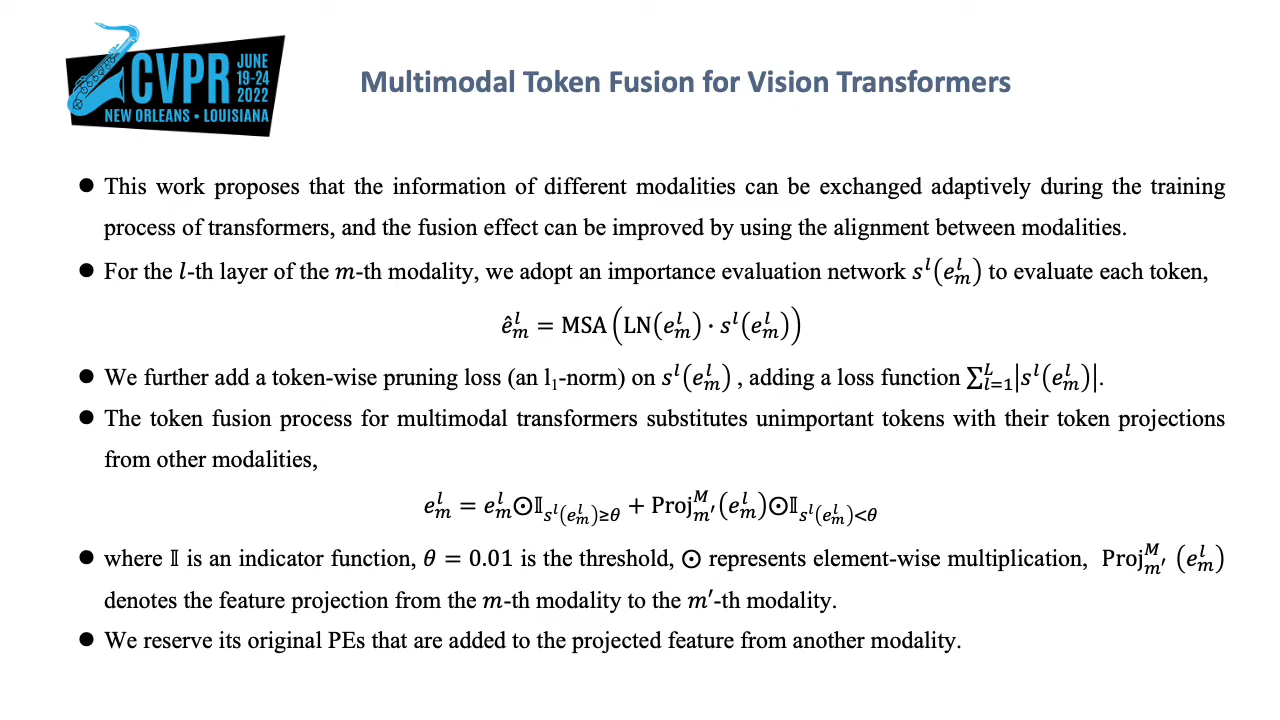 CVPR JUNE 19-24 2022
NEW ORLEANS • LOUISIANA
Multimodal Token Fusion for Vision Transformers
● This work proposes that the information of different modalities can be exchanged adaptively during the training
process of transformers, and the fusion effect can be improved by using the alignment between modalities.
● For the 𝑙-th layer of the 𝑚-th modality, we adopt an importance evaluation network 𝑠^𝑙(𝑒_𝑚^𝑙) to evaluate each token,
ê_𝑚^𝑙 = MSA(LN(𝑒_𝑚^𝑙) · 𝑠^𝑙(𝑒_𝑚^𝑙))
● We further add a token-wise pruning loss (an l₁-norm) on 𝑠^𝑙(𝑒_𝑚^𝑙) , adding a loss function ∑_{𝑙=1}^𝐿|𝑠^𝑙(𝑒_𝑚^𝑙)|.
● The token fusion process for multimodal transformers substitutes unimportant tokens with their token projections
from other modalities,
𝑒_𝑚^𝑙 = 𝑒_𝑚^𝑙⊙𝕀_{𝑠^𝑙(𝑒_𝑚^𝑙)≥𝜃} + Proj_{𝑚′}^𝑀(𝑒_𝑚^𝑙)⊙𝕀_{𝑠^𝑙(𝑒_𝑚^𝑙)<𝜃}
● where 𝕀 is an indicator function, 𝜃 = 0.01 is the threshold, ⊙ represents element-wise multiplication, Proj_{𝑚′}^𝑀 (𝑒_𝑚^𝑙)
denotes the feature projection from the 𝑚-th modality to the 𝑚′-th modality.
● We reserve its original PEs that are added to the projected feature from another modality.